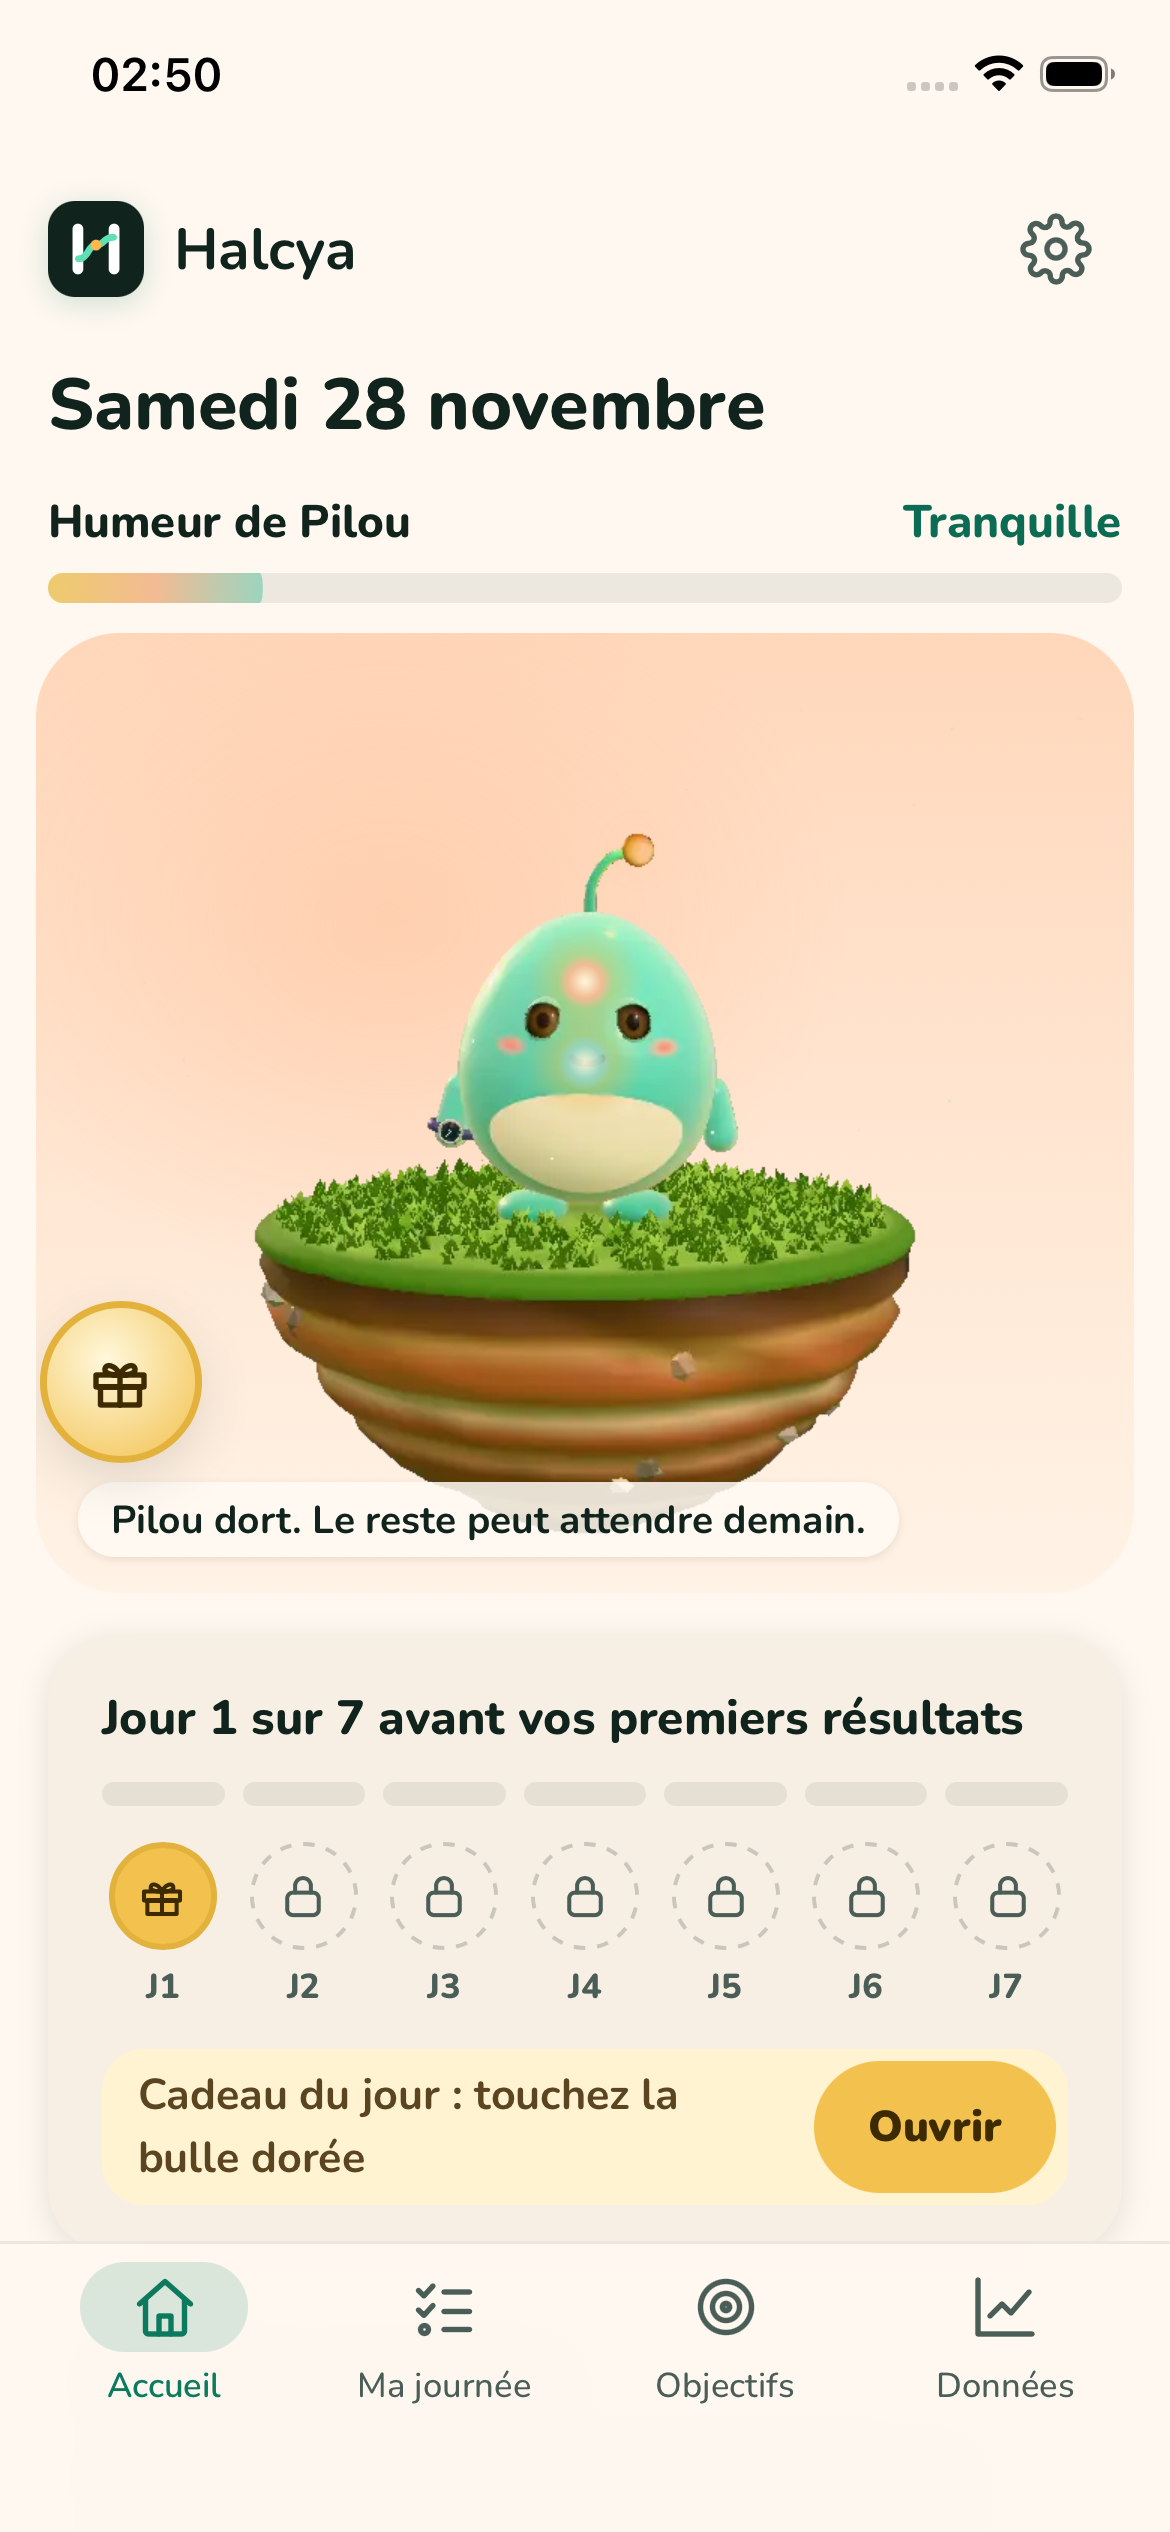 02:50
Halcya
Samedi 28 novembre
Humeur de Pilou
Tranquille
Pilou dort. Le reste peut attendre demain.
Jour 1 sur 7 avant vos premiers résultats
J1 J2 J3 J4 J5 J6 J7
Cadeau du jour : touchez la
bulle dorée
Ouvrir
Accueil Ma journée Objectifs Données